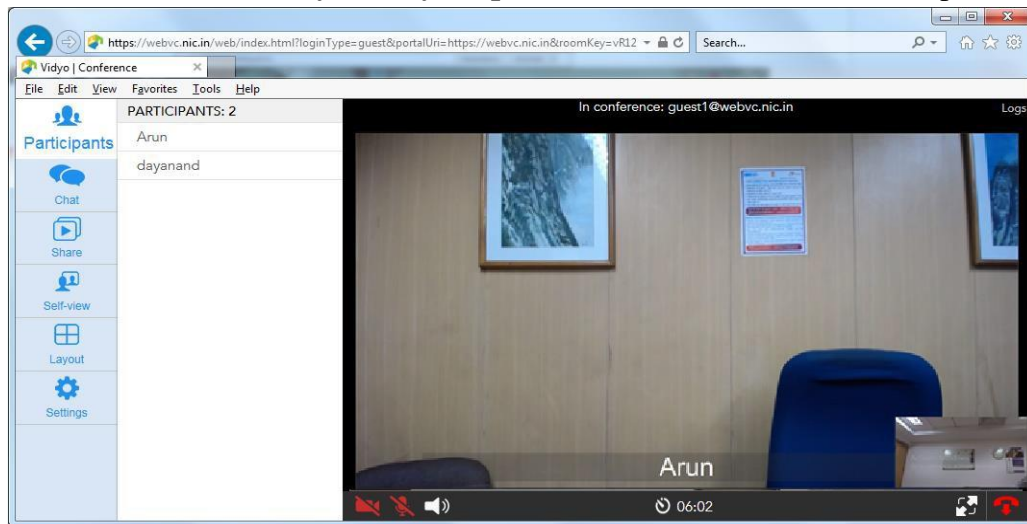 https://webvc.nic.in/web/index.html?loginType=guest&portalUri=https://webvc.nic.in&roomKey=vR12
Search...
Vidyo | Conference
File Edit View Favorites Tools Help
Participants
Chat
Share
Self-view
Layout
Settings
PARTICIPANTS: 2
Arun
dayanand
In conference: guest1@webvc.nic.in
Logs
Arun
06:02